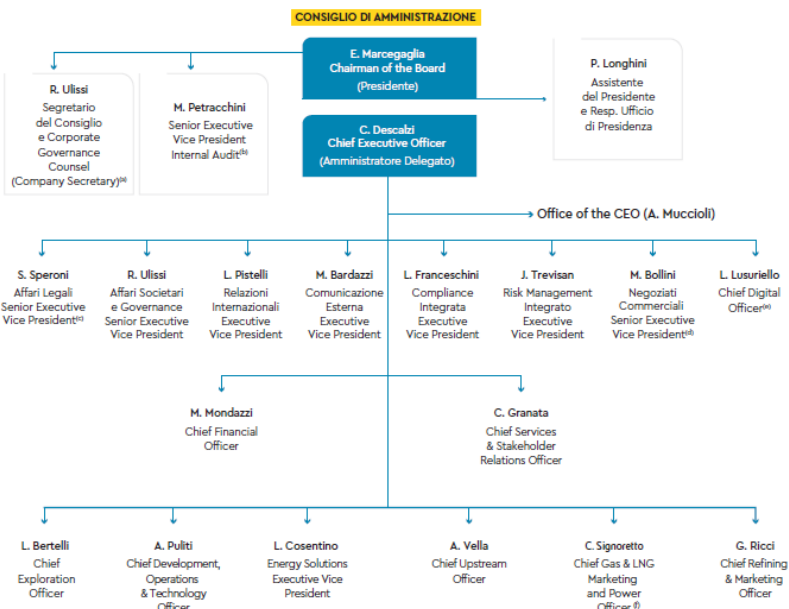 CONSIGLIO DI AMMINISTRAZIONE
E. Marcegaglia
Chairman of the Board
(Presidente)
R. Ulissi
Segretario
del Consiglio
e Corporate
Governance
Counsel
(Company Secretary)(a)
M. Petracchini
Senior Executive
Vice President
Internal Audit(b)
P. Longhini
Assistente
del Presidente
e Resp. Ufficio
di Presidenza
C. Descalzi
Chief Executive Officer
(Amministratore Delegato)
Office of the CEO (A. Muccioli)
S. Speroni
Affari Legali
Senior Executive
Vice President(c)
R. Ulissi
Affari Societari
e Governance
Senior Executive
Vice President
L. Pistelli
Relazioni
Internazionali
Executive
Vice President
M. Bardazzi
Comunicazione
Esterna
Executive
Vice President
L. Franceschini
Compliance
Integrata
Executive
Vice President
J. Trevisan
Risk Management
Integrato
Executive
Vice President
M. Bollini
Negoziati
Commerciali
Senior Executive
Vice President(d)
L. Lusuriello
Chief Digital
Officer(e)
M. Mondazzi
Chief Financial
Officer
C. Granata
Chief Services
& Stakeholder
Relations Officer
L. Bertelli
Chief
Exploration
Officer
A. Puliti
Chief Development,
Operations
& Technology
Officer
L. Cosentino
Energy Solutions
Executive Vice
President
A. Vella
Chief Upstream
Officer
C. Signoretto
Chief Gas & LNG
Marketing
and Power
Officer (f)
G. Ricci
Chief Refining
& Marketing
Officer